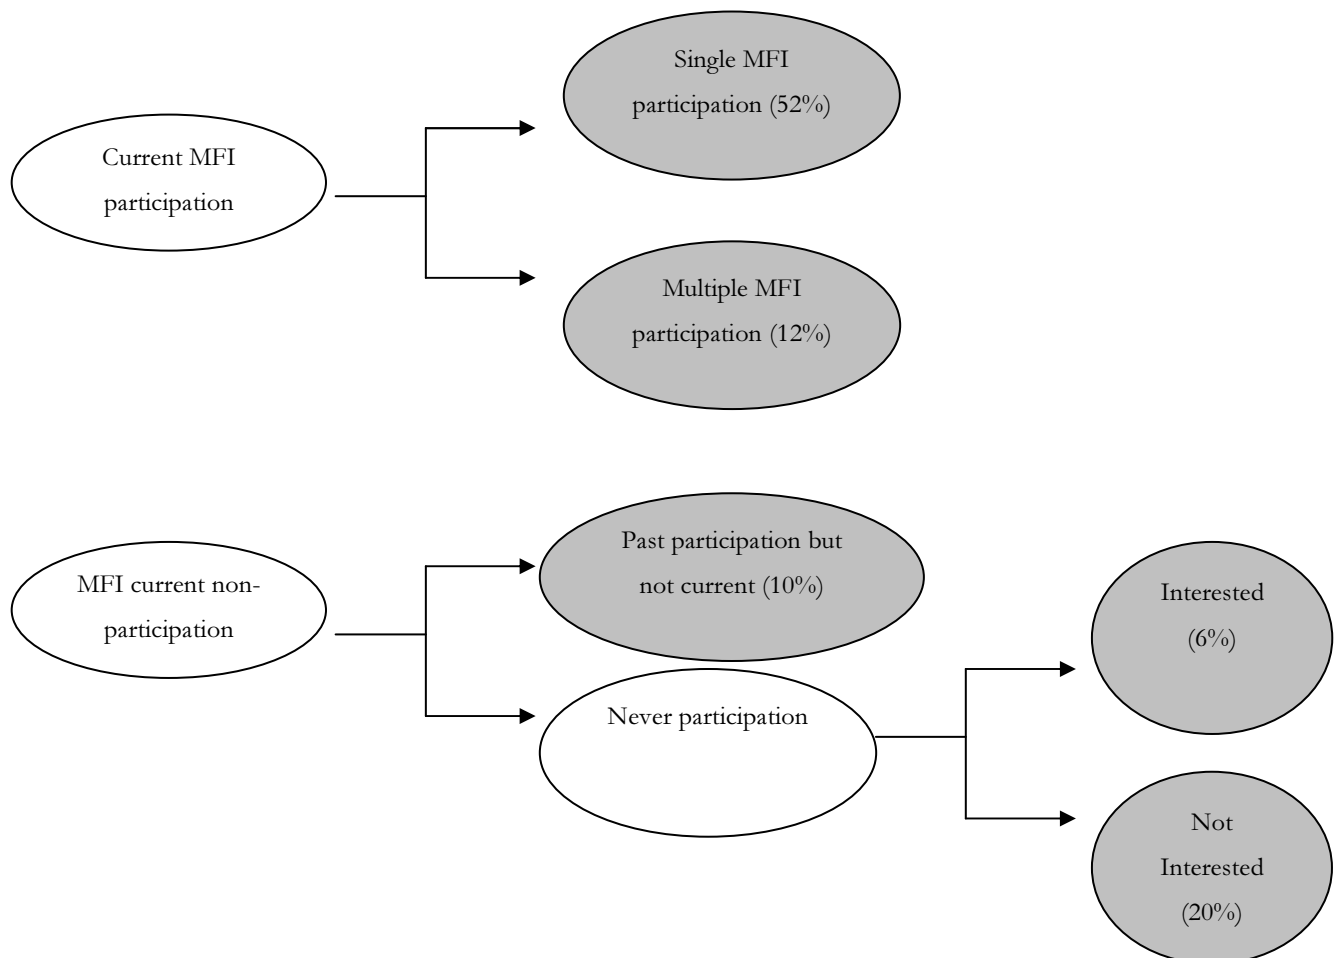 Single MFI
participation (52%)
Current MFI
participation
Multiple MFI
participation (12%)
Past participation but
not current (10%)
MFI current non-
participation
Interested
(6%)
Never participation
Not
Interested
(20%)